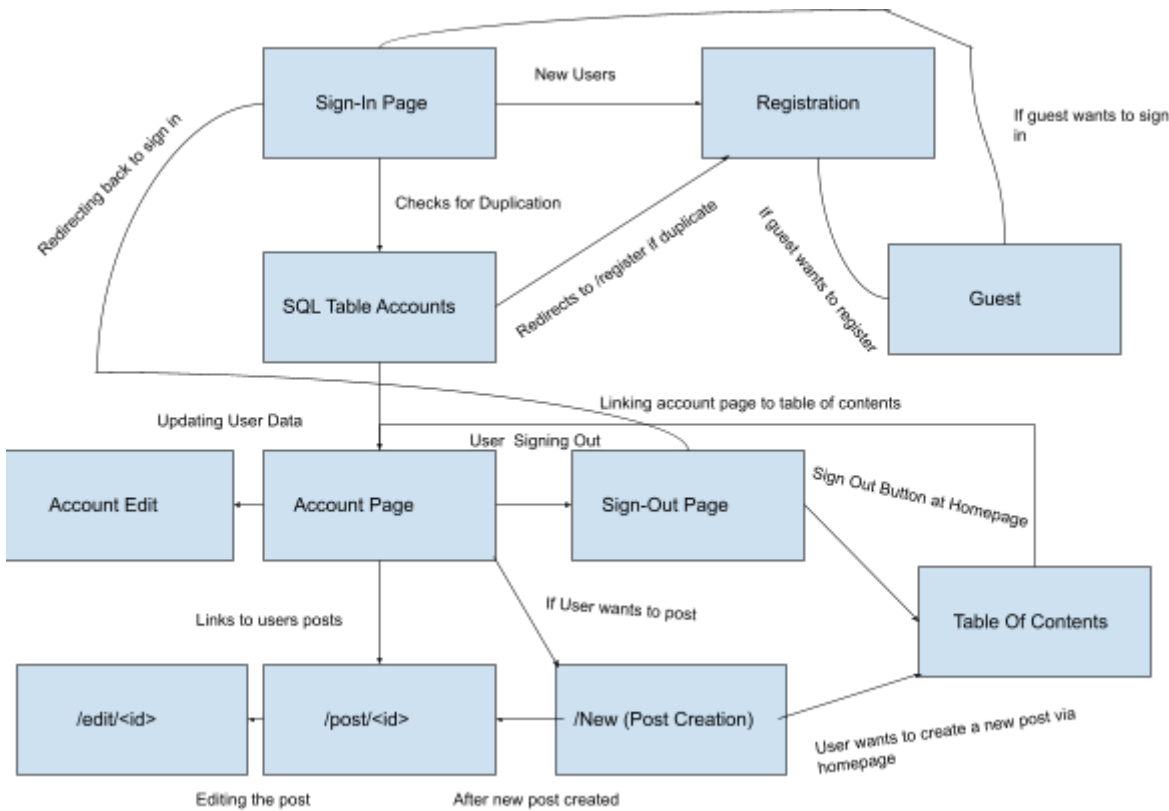 New Users
Sign-In Page
Registration
If guest wants to sign
in
Redirecting back to sign in
Checks for Duplication
Redirects to /register if duplicate
If guest wants to register
SQL Table Accounts
Guest
Linking account page to table of contents
Updating User Data
User Signing Out
Sign Out Button at Homepage
Account Edit
Account Page
Sign-Out Page
Links to users posts
If User wants to post
Table Of Contents
/edit/<id>
/post/<id>
/New (Post Creation)
User wants to create a new post via
homepage
Editing the post
After new post created